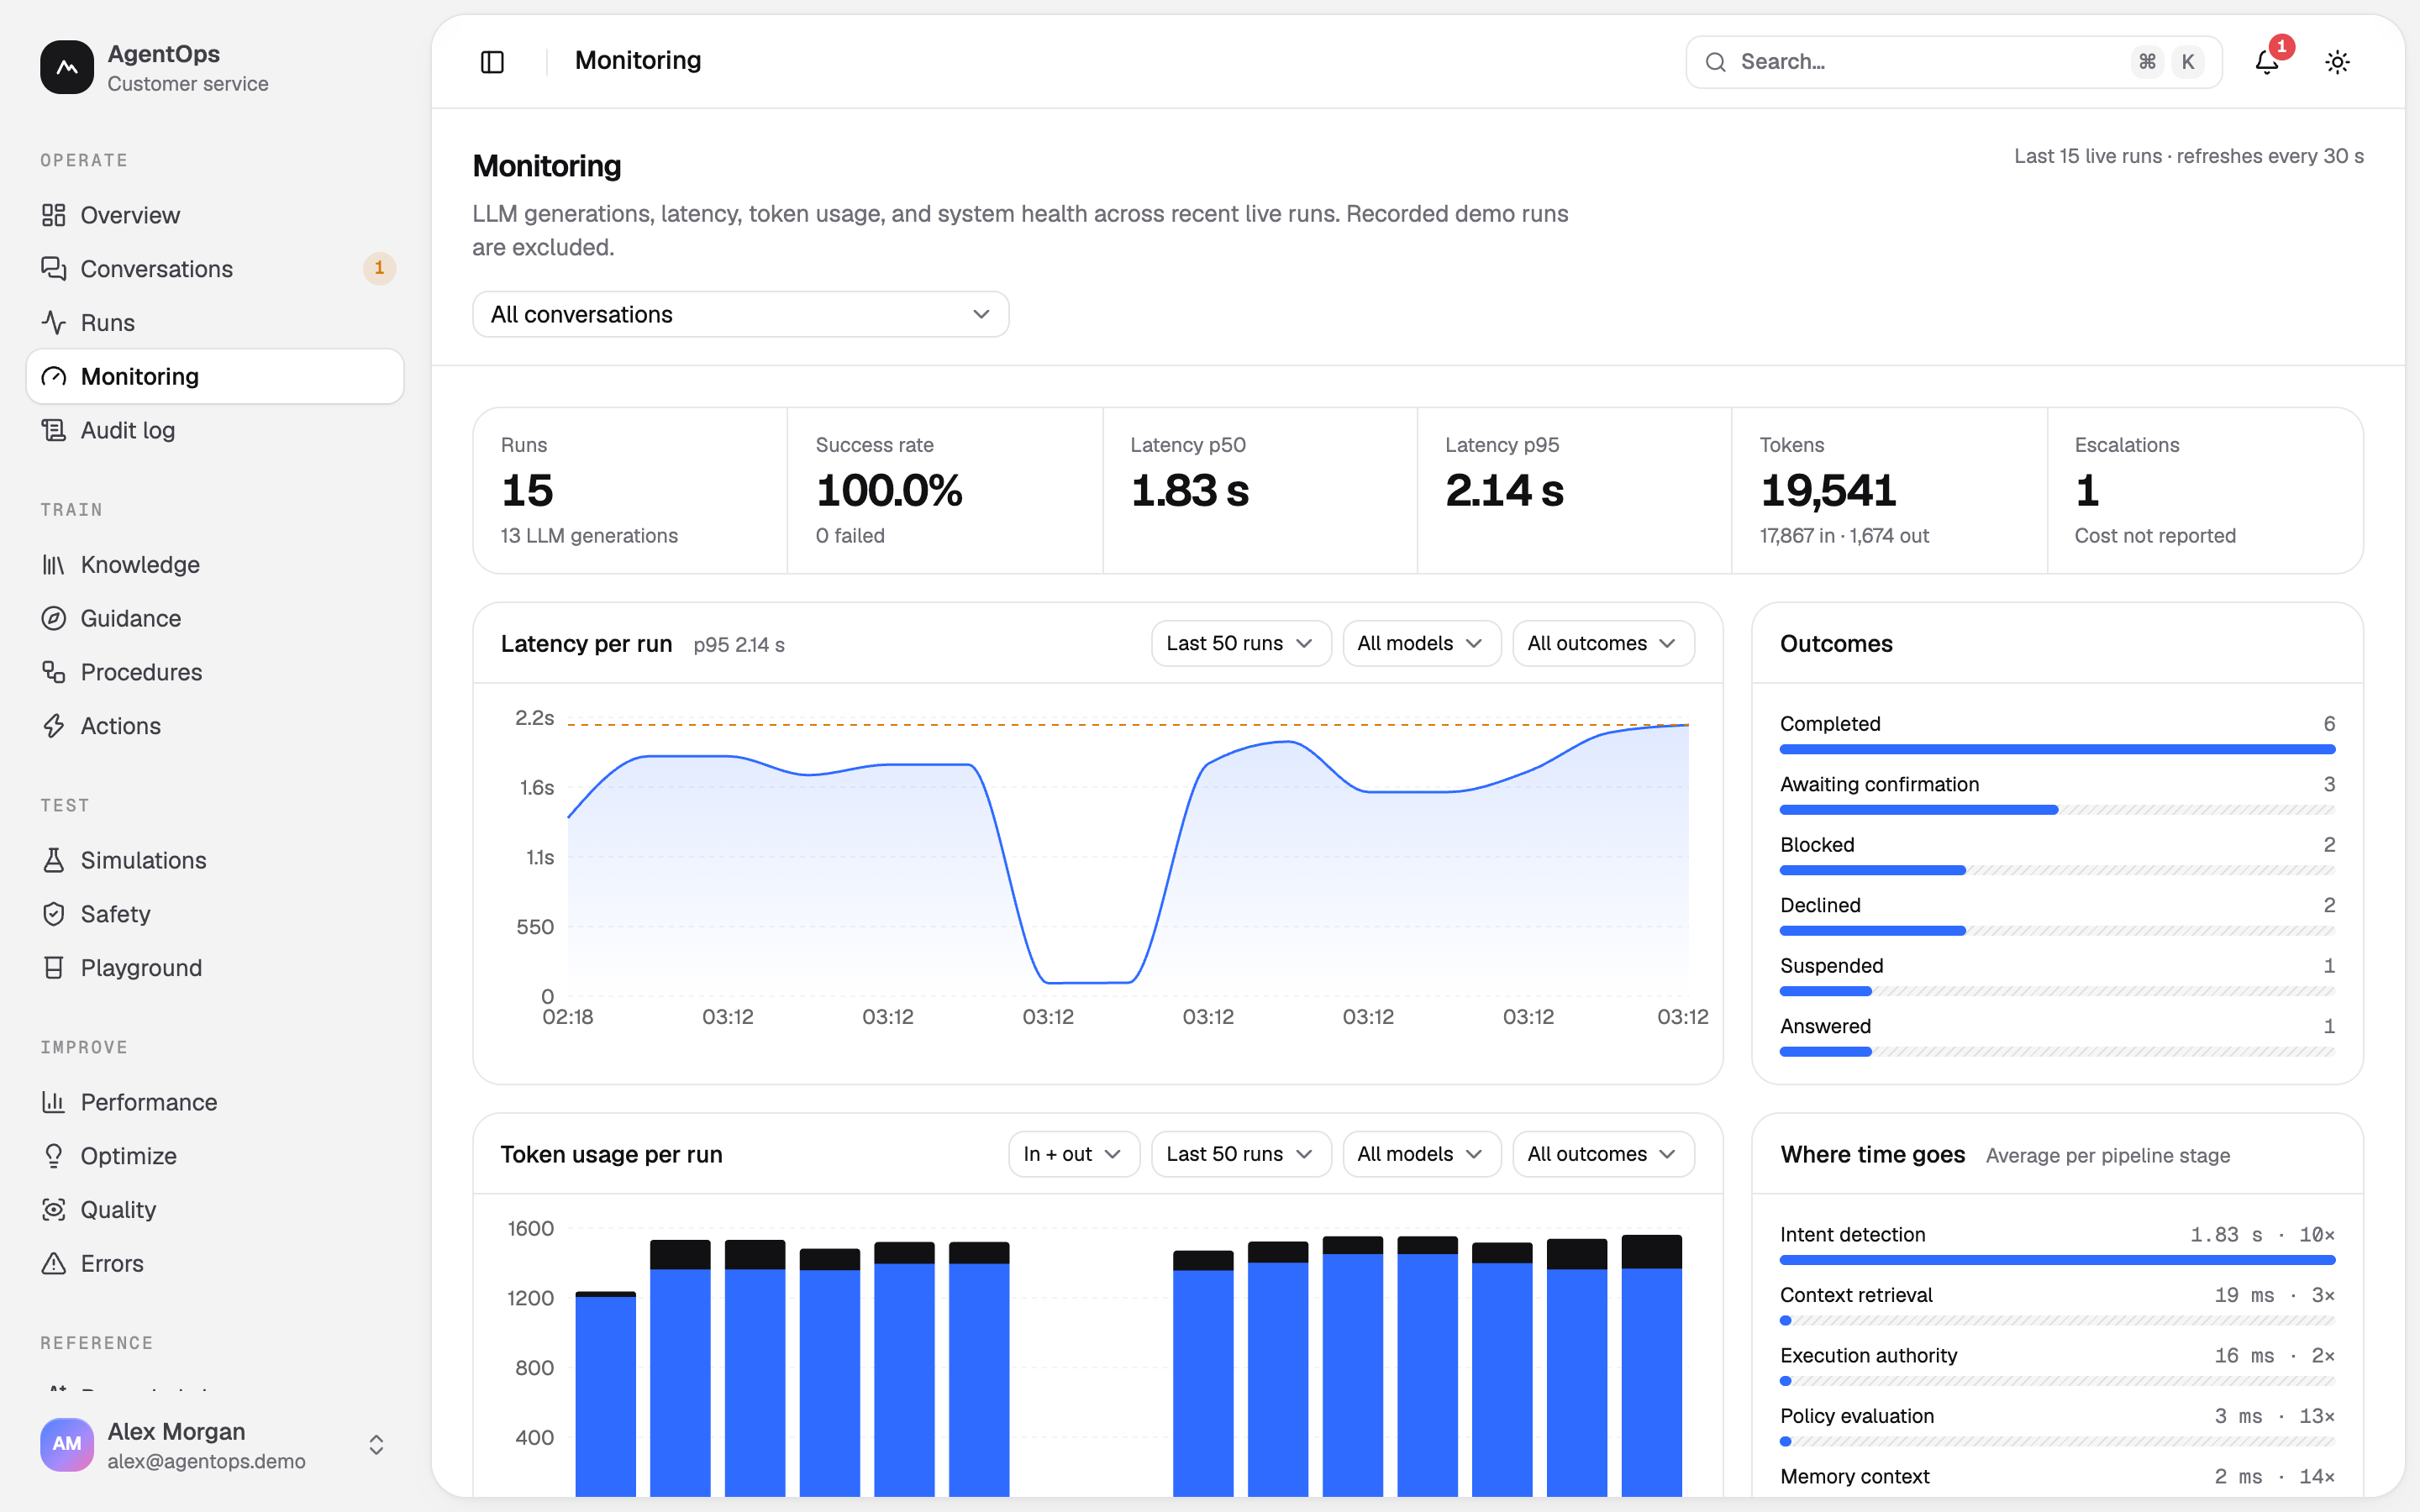 AgentOps
Customer service
OPERATE
Overview
Conversations 1
Runs
Monitoring
Audit log
TRAIN
Knowledge
Guidance
Procedures
Actions
TEST
Simulations
Safety
Playground
IMPROVE
Performance
Optimize
Quality
Errors
REFERENCE
AM
Alex Morgan
alex@agentops.demo
Monitoring
Search...
⌘ K
1
Monitoring
Last 15 live runs · refreshes every 30 s
LLM generations, latency, token usage, and system health across recent live runs. Recorded demo runs
are excluded.
All conversations
Runs
15
13 LLM generations
Success rate
100.0%
0 failed
Latency p50
1.83 s
Latency p95
2.14 s
Tokens
19,541
17,867 in · 1,674 out
Escalations
1
Cost not reported
Latency per run p95 2.14 s
Last 50 runs
All models
All outcomes
2.2s
1.6s
1.1s
550
0
02:18 03:12 03:12 03:12 03:12 03:12 03:12 03:12
Outcomes
Completed 6
Awaiting confirmation 3
Blocked 2
Declined 2
Suspended 1
Answered 1
Token usage per run
In + out
Last 50 runs
All models
All outcomes
1600
1200
800
400
Where time goes Average per pipeline stage
Intent detection 1.83 s · 10×
Context retrieval 19 ms · 3×
Execution authority 16 ms · 2×
Policy evaluation 3 ms · 13×
Memory context 2 ms · 14×